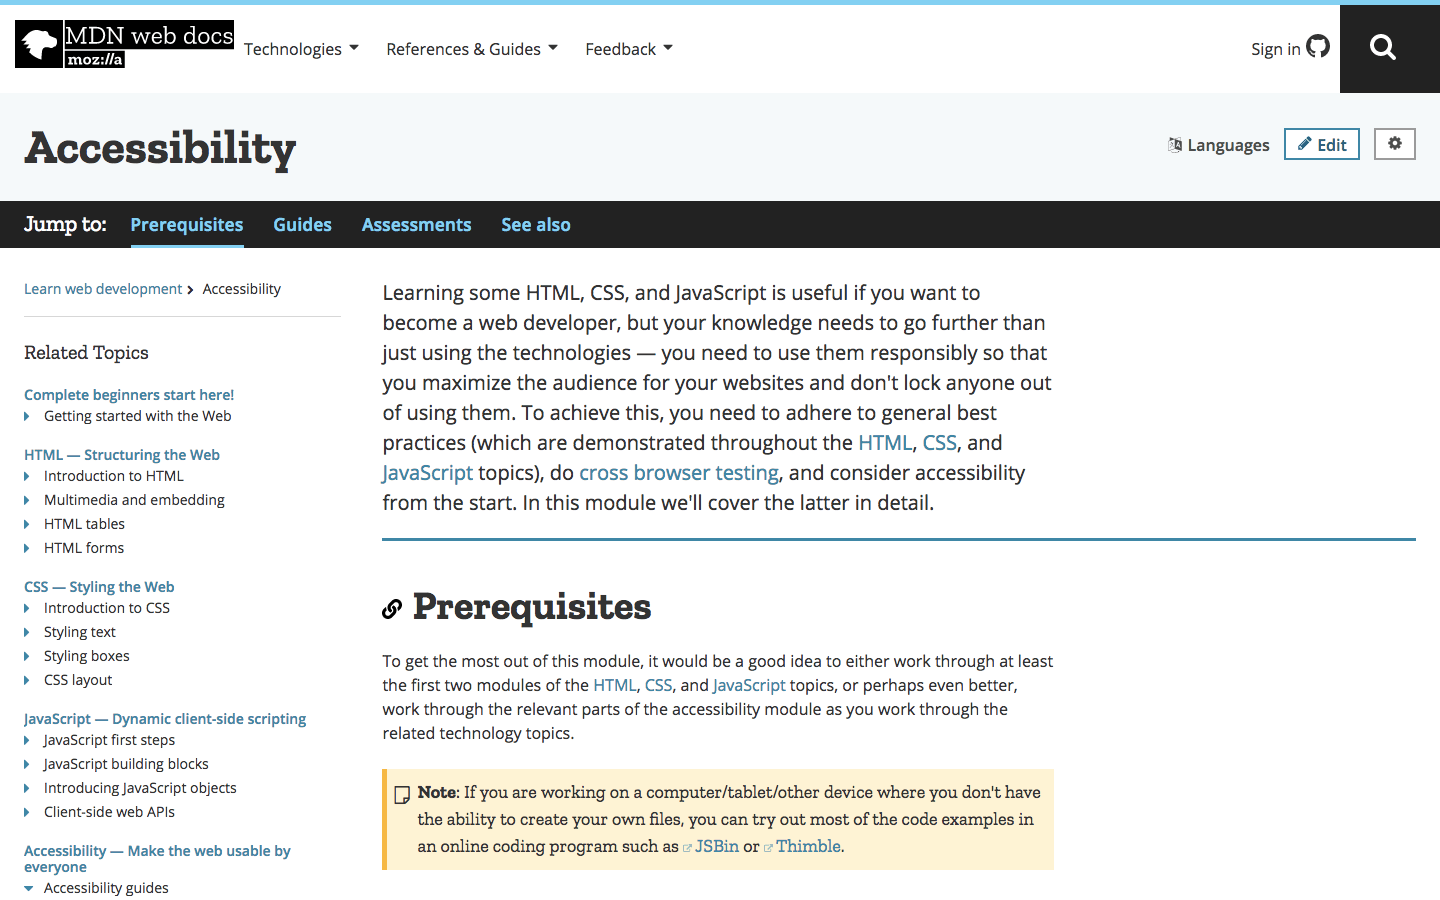 MDN web docs
moz://a
Technologies
References & Guides
Feedback
Sign in
Accessibility
Languages
Edit
Jump to:
Prerequisites
Guides
Assessments
See also
Learn web development
Accessibility
Related Topics
Complete beginners start here!
Getting started with the Web
HTML — Structuring the Web
Introduction to HTML
Multimedia and embedding
HTML tables
HTML forms
CSS — Styling the Web
Introduction to CSS
Styling text
Styling boxes
CSS layout
JavaScript — Dynamic client-side scripting
JavaScript first steps
JavaScript building blocks
Introducing JavaScript objects
Client-side web APIs
Accessibility — Make the web usable by
everyone
Accessibility guides
Learning some HTML, CSS, and JavaScript is useful if you want to
become a web developer, but your knowledge needs to go further than
just using the technologies — you need to use them responsibly so that
you maximize the audience for your websites and don't lock anyone out
of using them. To achieve this, you need to adhere to general best
practices (which are demonstrated throughout the HTML, CSS, and
JavaScript topics), do cross browser testing, and consider accessibility
from the start. In this module we'll cover the latter in detail.
Prerequisites
To get the most out of this module, it would be a good idea to either work through at least
the first two modules of the HTML, CSS, and JavaScript topics, or perhaps even better,
work through the relevant parts of the accessibility module as you work through the
related technology topics.
Note: If you are working on a computer/tablet/other device where you don't have
the ability to create your own files, you can try out most of the code examples in
an online coding program such as JSBin or Thimble.